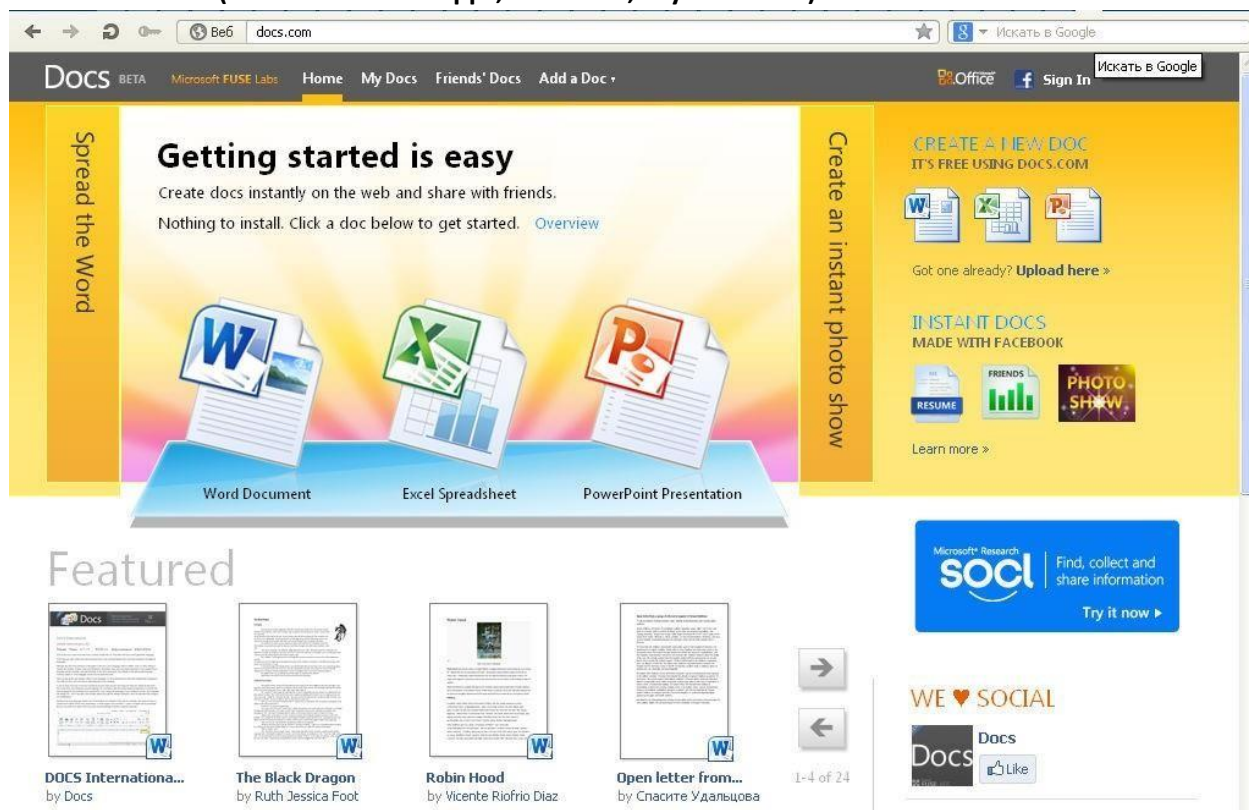 Веб docs.com
Искать в Google
Искать в Google
Docs BETA Microsoft FUSE Labs Home My Docs Friends' Docs Add a Doc
Office Sign In
Spread the Word
Getting started is easy
Create docs instantly on the web and share with friends.
Nothing to install. Click a doc below to get started. Overview
Word Document Excel Spreadsheet PowerPoint Presentation
Create an instant photo show
CREATE A NEW DOC
IT'S FREE USING DOCS.COM
Got one already? Upload here »
INSTANT DOCS
MADE WITH FACEBOOK
RESUME
FRIENDS
PHOTO
SHOW
Learn more »
Microsoft Research
SOCL
Find, collect and
share information
Try it now
Featured
Docs
DOCS Internationa...
by Docs
The Black Dragon
by Ruth Jessica Foot
Robin Hood
by Vicente Riofrio Diaz
Open letter from...
by Спасите Удальцова
1-4 of 24
WE ♥ SOCIAL
Docs
Docs
Like